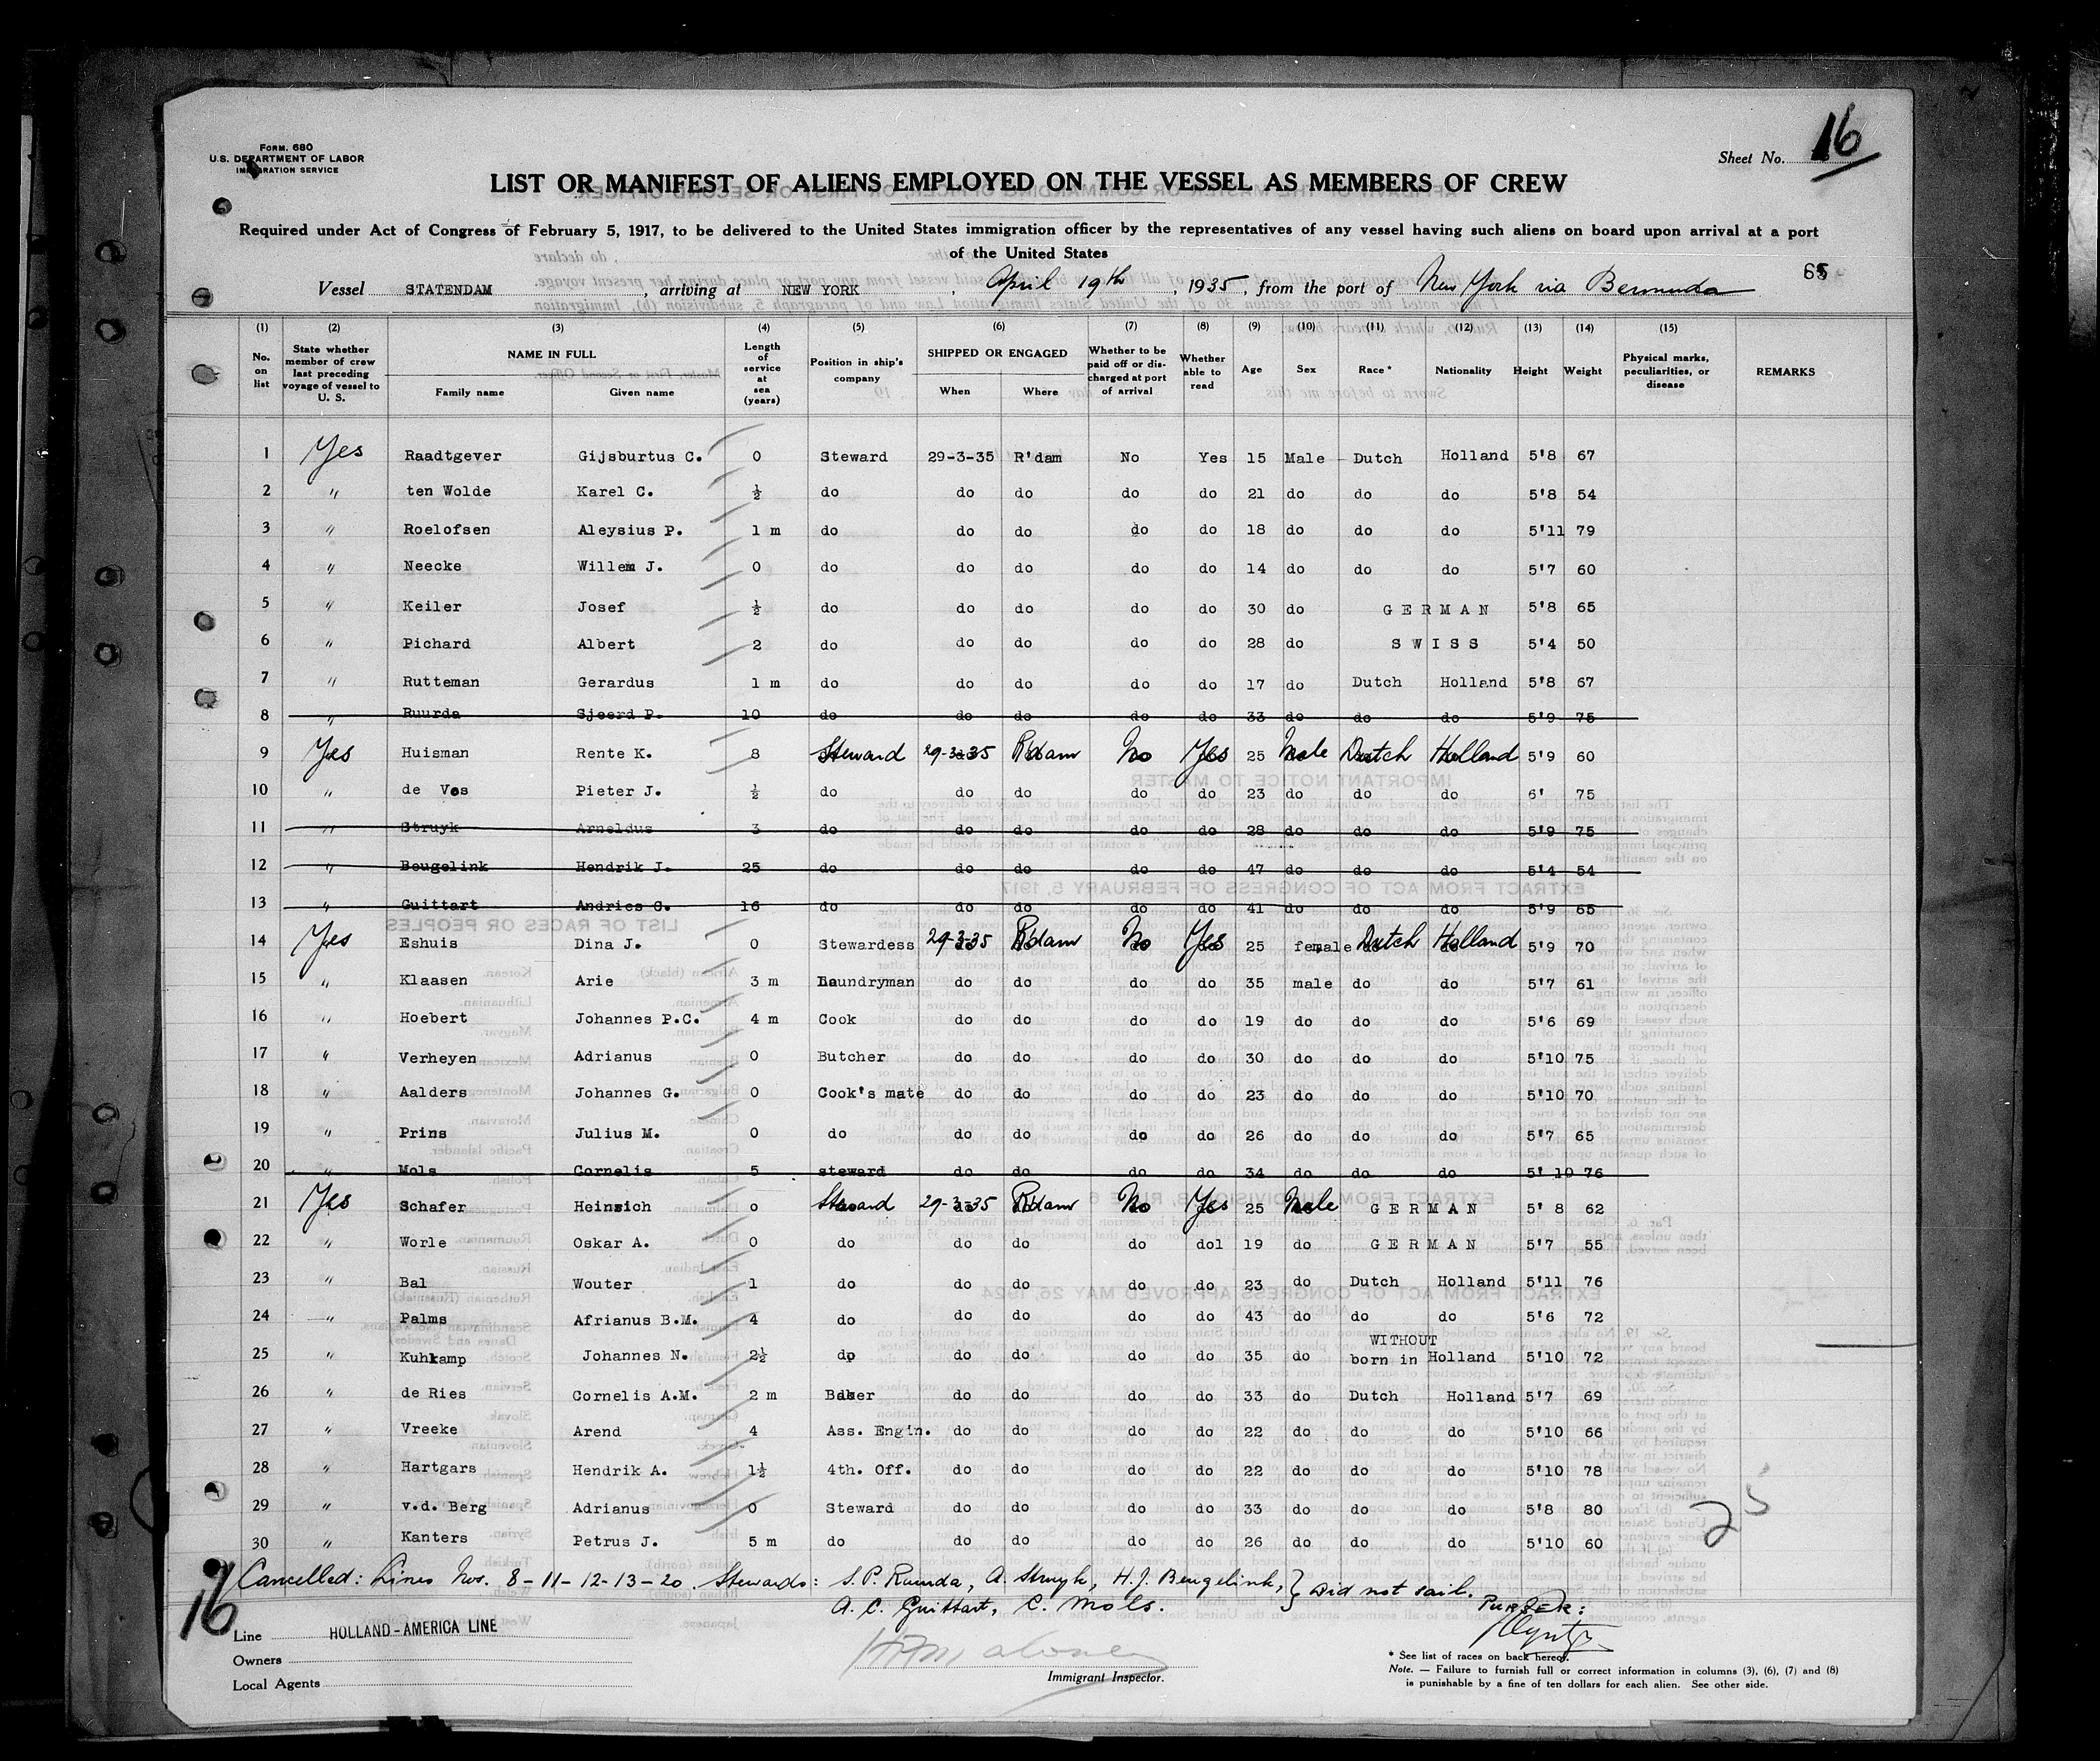 FORM. 680
U.S. DEPARTMENT OF LABOR
IMMIGRATION SERVICE
Sheet No. 16
LIST OR MANIFEST OF ALIENS EMPLOYED ON THE VESSEL AS MEMBERS OF CREW
Required under Act of Congress of February 5, 1917, to be delivered to the United States immigration officer by the representatives of any vessel having such aliens on board upon arrival at a port
of the United States
65
Vessel STATENDAM, arriving at NEW YORK, April 19th, 1935, from the port of New York via Bermuda
(1) (2) (3) (4) (5) (6) (7) (8) (9) (10) (11) (12) (13) (14) (15)
No. on list | State whether member of crew last preceding voyage of vessel to U. S. | NAME IN FULL Family name Given name | Length of service at sea (years) | Position in ship's company | SHIPPED OR ENGAGED When Where | Whether to be paid off or discharged at port of arrival | Whether able to read | Age | Sex | Race* | Nationality | Height | Weight | Physical marks, peculiarities, or disease | REMARKS
1 Yes Raadtgever Gijsburtus C. 0 Steward 29-3-35 R'dam No Yes 15 Male Dutch Holland 5'8 67
2 " ten Wolde Karel C. ½ do do do do do 21 do do do 5'8 54
3 " Roelofsen Aleysius P. 1 m do do do do do 18 do do do 5'11 79
4 " Neecke Willem J. 0 do do do do do 14 do do do 5'7 60
5 " Keiler Josef ½ do do do do do 30 do GERMAN 5'8 65
6 " Pichard Albert 2 do do do do do 28 do SWISS 5'4 50
7 " Rutteman Gerardus 1 m do do do do do 17 do Dutch Holland 5'8 67
8 " Ruurda Sjeerd P. 10 do do do do do 33 do do do 5'9 75
9 Yes Huisman Rente K. 8 Steward 29-3-35 R'dam No Yes 25 Male Dutch Holland 5'9 60
10 " de Vos Pieter J. ½ do do do do do 23 do do do 6' 75
11 " Struyk Arneldus 3 do do do do do 28 do do do 5'9 75
12 " Beugelink Hendrik J. 25 do do do do do 47 do do do 5'4 54
13 " Guittart Andries C. 16 do do do do do 41 do do do 5'9 65
14 Yes Eshuis Dina J. 0 Stewardess 29-3-35 R'dam No Yes 25 female Dutch Holland 5'9 70
15 " Klaasen Arie 3 m Laundryman do do do do 35 male do do 5'7 61
16 " Hoebert Johannes P.C. 4 m Cook do do do do 19 do do do 5'6 69
17 " Verheyen Adrianus 0 Butcher do do do do 30 do do do 5'10 75
18 " Aalders Johannes G. 0 Cook's mate do do do do 23 do do do 5'10 70
19 " Prins Julius M. 0 do do do do do 26 do do do 5'7 65
20 " Mols Cornelis 5 steward do do do do 34 do do do 5' 10 76
21 Yes Schafer Heinrich 0 Steward 29-3-35 R'dam No Yes 25 Male GERMAN 5' 8 62
22 " Worle Oskar A. 0 do do do do dol 19 do GERMAN 5'7 55
23 " Bal Wouter 1 do do do do do 23 do Dutch Holland 5'11 76
24 " Palms Afrianus B.M. 4 do do do do do 43 do do do 5'6 72
25 " Kuhkamp Johannes N. 2½ do do do do do 35 do WITHOUT born in Holland 5'10 72
26 " de Ries Cornelis A.M. 2 m Baker do do do do 33 do Dutch Holland 5'7 69
27 " Vreeke Arend 4 Ass. Engin. do do do do 22 do do do 5'10 66
28 " Hartgars Hendrik A. 1½ 4th. Off. do do do do 22 do do do 5'10 78
29 " v.d. Berg Adrianus 0 Steward do do do do 33 do do do 5'8 80
30 " Kanters Petrus J. 5 m do do do do do 26 do do do 5'10 60
25
Cancelled: Lines Nos. 8-11-12-13-20. Stewards: S.P. Ruurda, A. Struyk, H.J. Beugelink, } Did not sail.
A. C. Guittart, C. Mols.
PURSER:
16
Line HOLLAND-AMERICA LINE
Owners
Local Agents
Immigrant Inspector.
* See list of races on back hereof.
Note. — Failure to furnish full or correct information in columns (3), (6), (7) and (8)
is punishable by a fine of ten dollars for each alien. See other side.